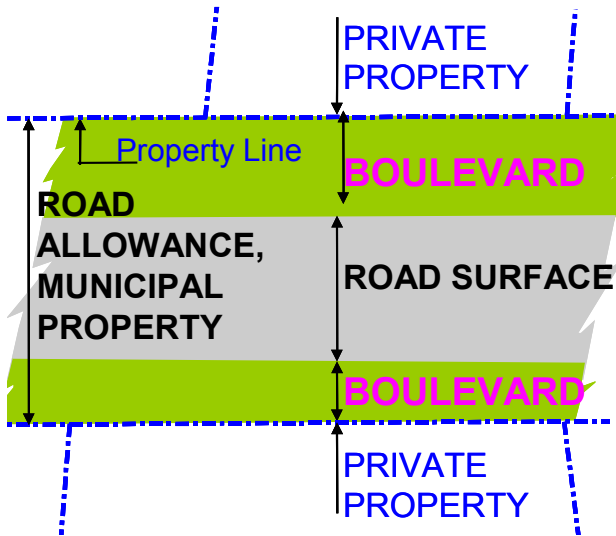 PRIVATE
PROPERTY
Property Line
BOULEVARD
ROAD
ALLOWANCE,
MUNICIPAL
PROPERTY
ROAD SURFACE
BOULEVARD
PRIVATE
PROPERTY